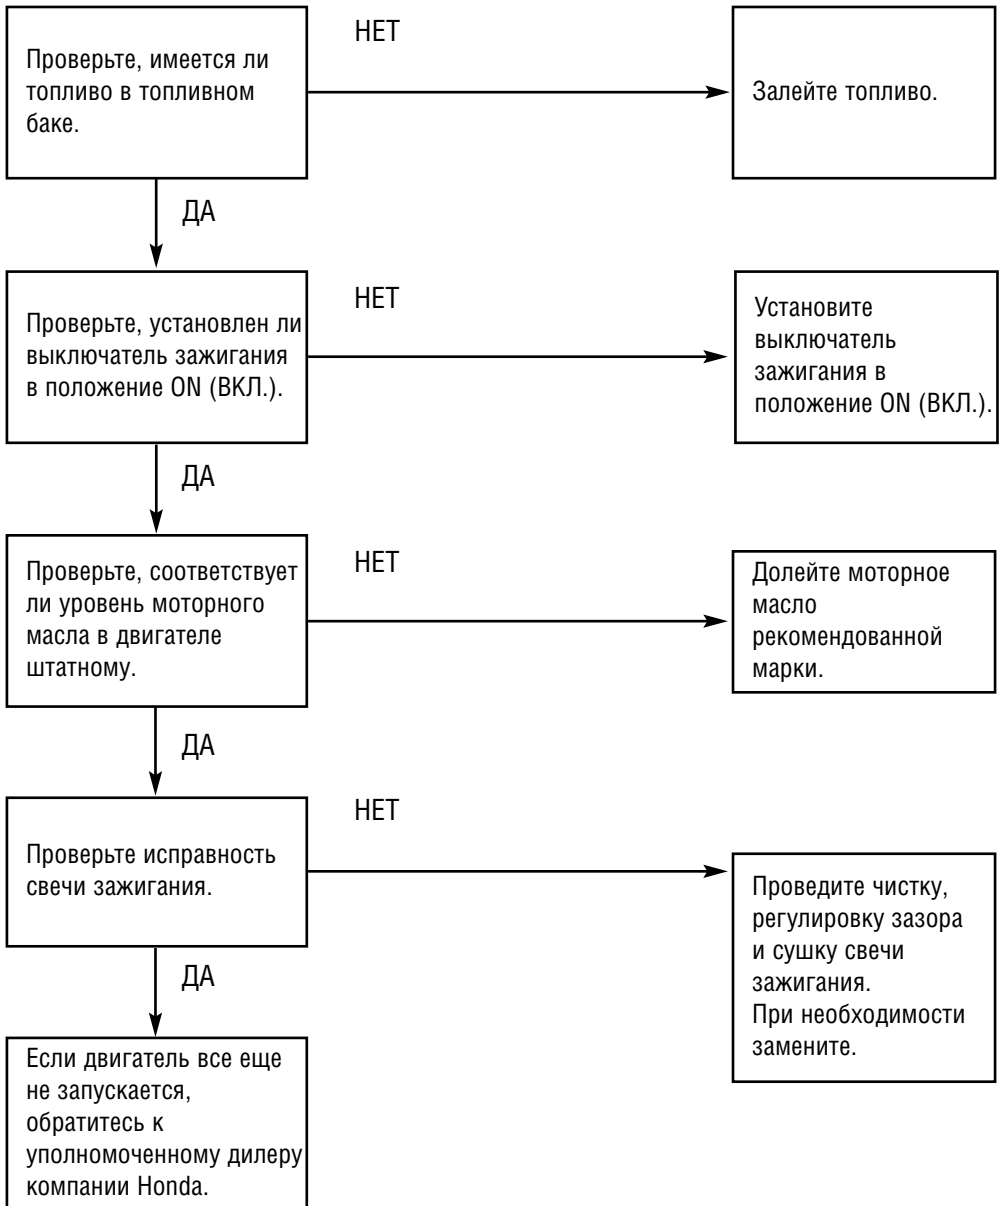 Проверьте, имеется ли
топливо в топливном
баке.
НЕТ
Залейте топливо.
ДА
Проверьте, установлен ли
выключатель зажигания
в положение ON (ВКЛ.).
НЕТ
Установите
выключатель
зажигания в
положение ON (ВКЛ.).
ДА
Проверьте, соответствует
ли уровень моторного
масла в двигателе
штатному.
НЕТ
Долейте моторное
масло
рекомендованной
марки.
ДА
Проверьте исправность
свечи зажигания.
НЕТ
Проведите чистку,
регулировку зазора
и сушку свечи
зажигания.
При необходимости
замените.
ДА
Если двигатель все еще
не запускается,
обратитесь к
уполномоченному дилеру
компании Honda.